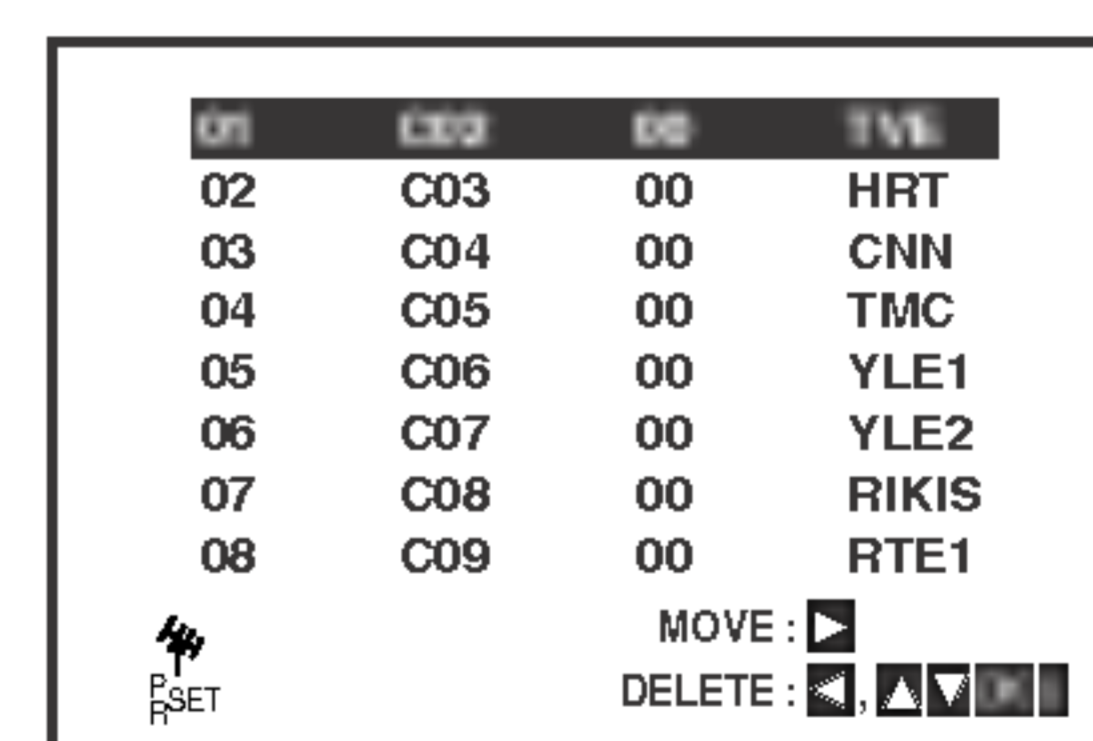 02 C03 00 HRT
03 C04 00 CNN
04 C05 00 TMC
05 C06 00 YLE1
06 C07 00 YLE2
07 C08 00 RIKIS
08 C09 00 RTE1
MOVE :
PR SET
DELETE : ,